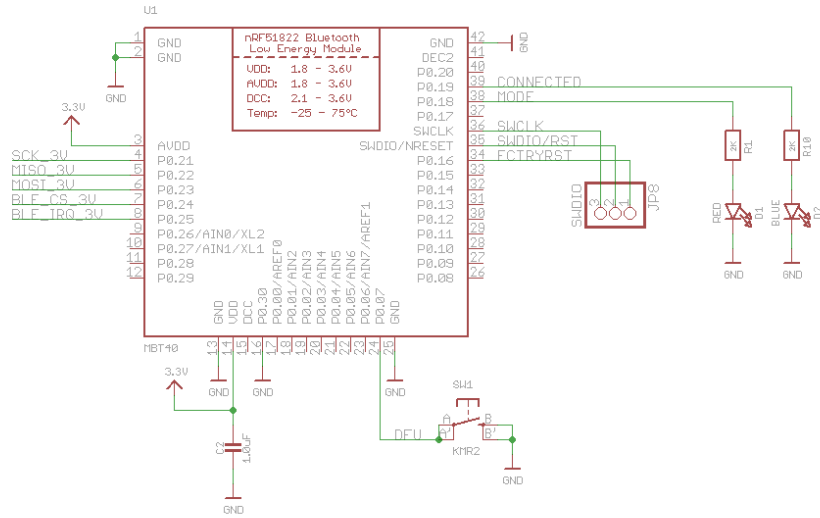 U1
nRF51822 Bluetooth
Low Energy Module
VDD: 1.8 - 3.6V
AVDD: 1.8 - 3.6V
DCC: 2.1 - 3.6V
Temp: -25 - 75°C
1 GND
2 GND
GND
3.3V
3 AVDD
SCK_3V 4 P0.21
MISO_3V 5 P0.22
MOSI_3V 6 P0.23
BLE_CS_3V 7 P0.24
BLE_IRQ_3V 8 P0.25
9 P0.26/AIN0/XL2
10 P0.27/AIN1/XL1
11 P0.28
12 P0.29
GND 42 GND
DEC2 41
P0.20 40
P0.19 39 CONNECTED
P0.18 38 MODE
P0.17 37
SWCLK 36 SWCLK
SWDIO/NRESET 35 SWDIO/RST
P0.16 34 FCTRYRST
P0.15 33
P0.14 32
P0.13 31
P0.12 30
P0.11 29
P0.10 28
P0.09 27
P0.08 26
GND 13
VDD 14
DCC 15
P0.30 16
P0.00/AREF0 17
P0.01/AIN2 18
P0.02/AIN3 19
P0.03/AIN4 20
P0.04/AIN5 21
P0.05/AIN6 22
P0.06/AIN7/AREF1 23
P0.07 24
GND 25
MBT40
SWDIO
3 2 1
JP8
2K R1
2K R10
RED D1
BLUE D2
GND
GND
3.3V
GND
GND
GND
C2
1.0uF
GND
DFU
SW1
A B
A' B'
KMR2
GND